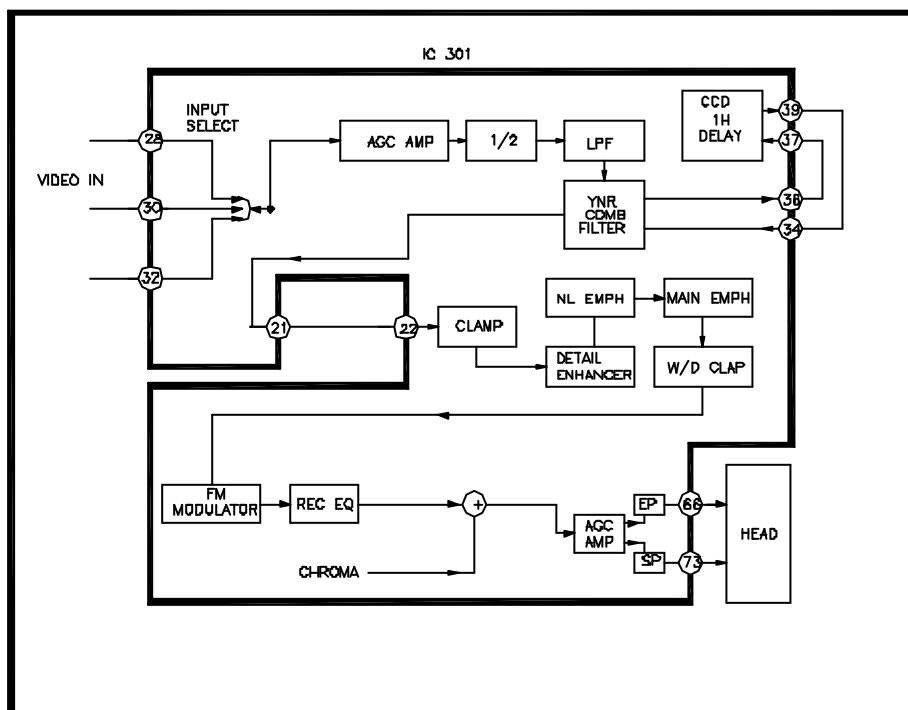 IC 301
INPUT
SELECT
VIDEO IN
28
30
32
AGC AMP
1/2
LPF
CCD
1H
DELAY
39
37
YNR
COMB
FILTER
36
34
21
22
CLAMP
NL EMPH
MAIN EMPH
DETAIL
ENHANCER
W/D CLAP
FM
MODULATOR
REC EQ
+
CHROMA
AGC
AMP
EP
SP
66
73
HEAD